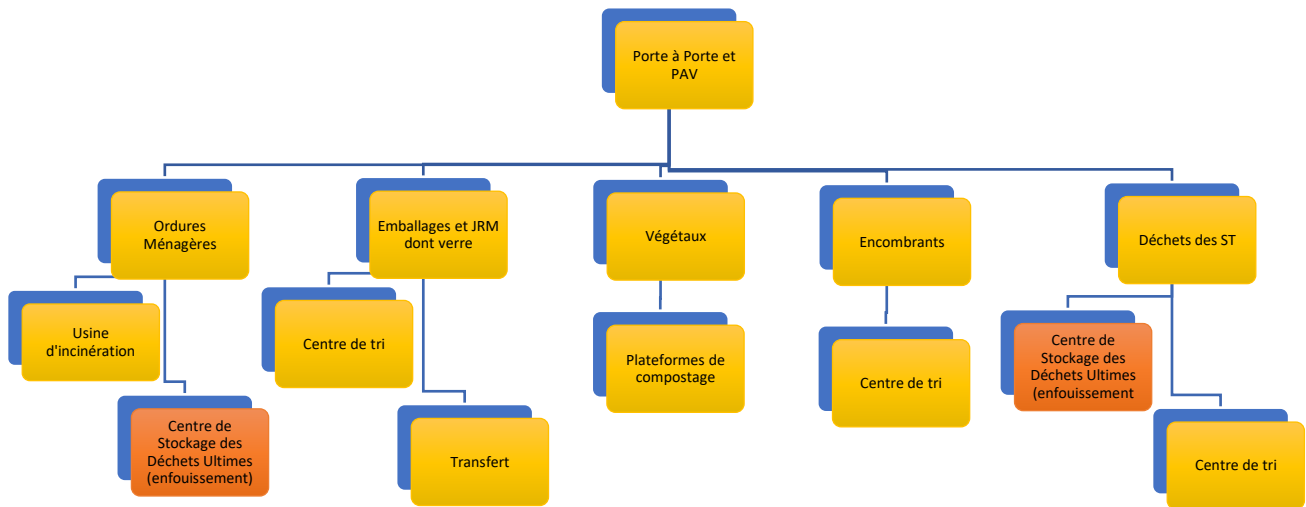 Porte à Porte et
PAV
Ordures
Ménagères
Emballages et JRM
dont verre
Végétaux
Encombrants
Déchets des ST
Usine
d'incinération
Centre de
Stockage des
Déchets Ultimes
(enfouissement)
Centre de tri
Transfert
Plateformes de
compostage
Centre de tri
Centre de
Stockage des
Déchets Ultimes
(enfouissement
Centre de tri